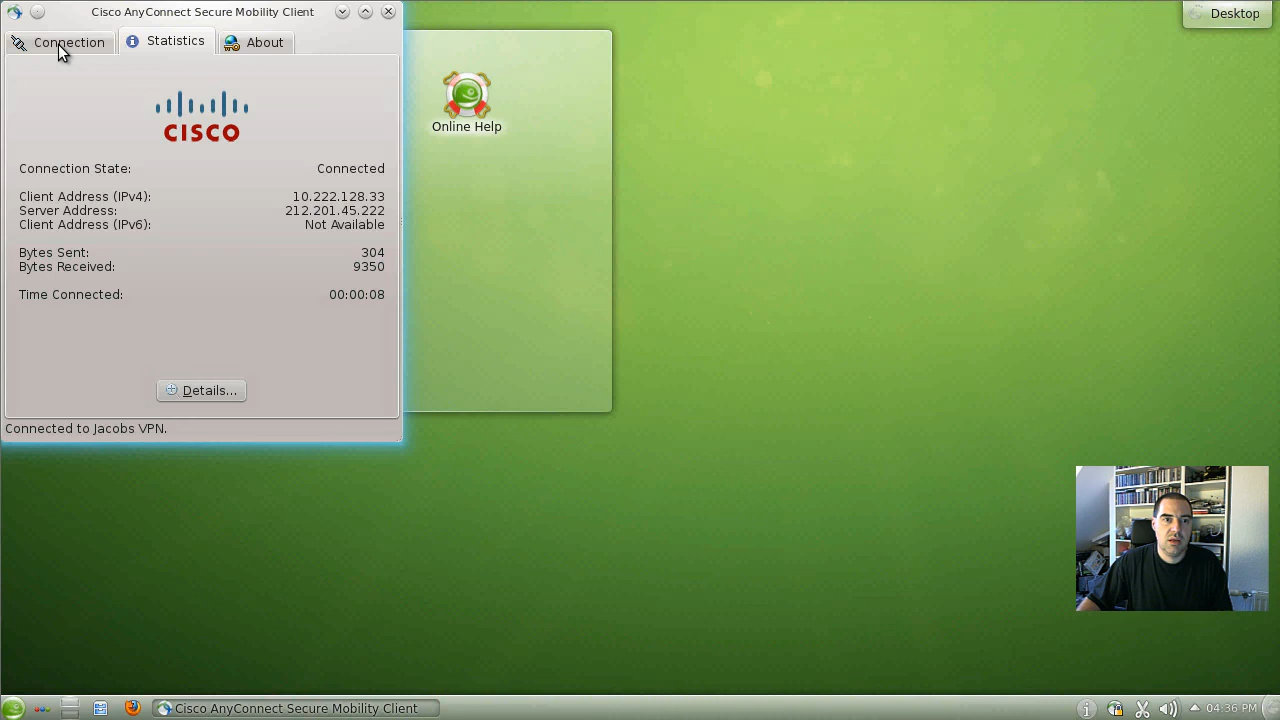 Cisco AnyConnect Secure Mobility Client
Desktop
Connection
Statistics
About
CISCO
Online Help
Connection State: Connected
Client Address (IPv4): 10.222.128.33
Server Address: 212.201.45.222
Client Address (IPv6): Not Available
Bytes Sent: 304
Bytes Received: 9350
Time Connected: 00:00:08
Details...
Connected to Jacobs VPN.
Cisco AnyConnect Secure Mobility Client
04:36 PM